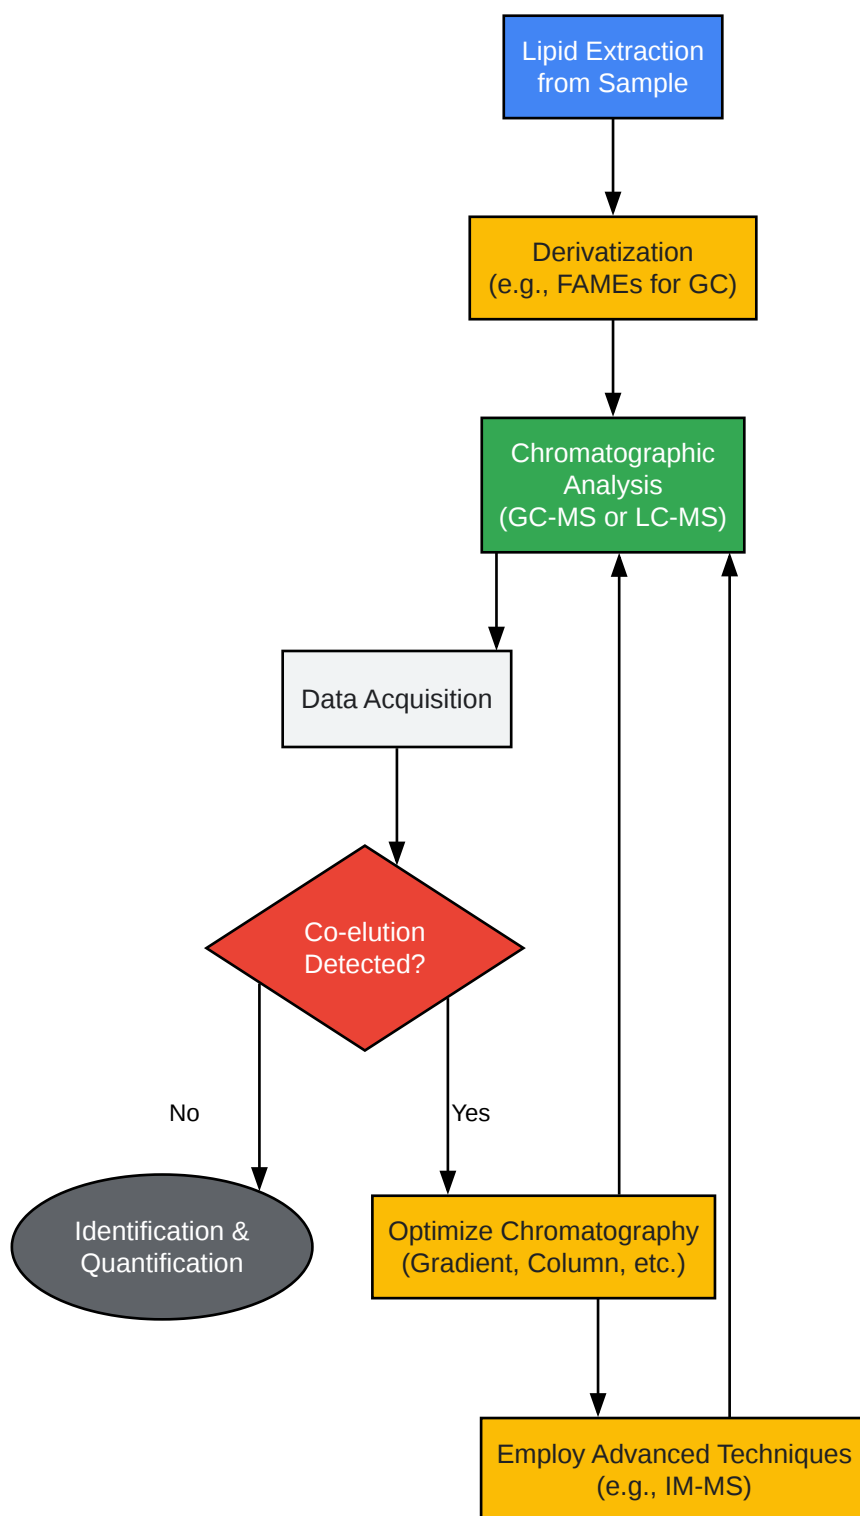 Lipid Extraction
from Sample
Derivatization
(e.g., FAMEs for GC)
Chromatographic
Analysis
(GC-MS or LC-MS)
Data Acquisition
Co-elution
Detected?
No
Yes
Identification &
Quantification
Optimize Chromatography
(Gradient, Column, etc.)
Employ Advanced Techniques
(e.g., IM-MS)